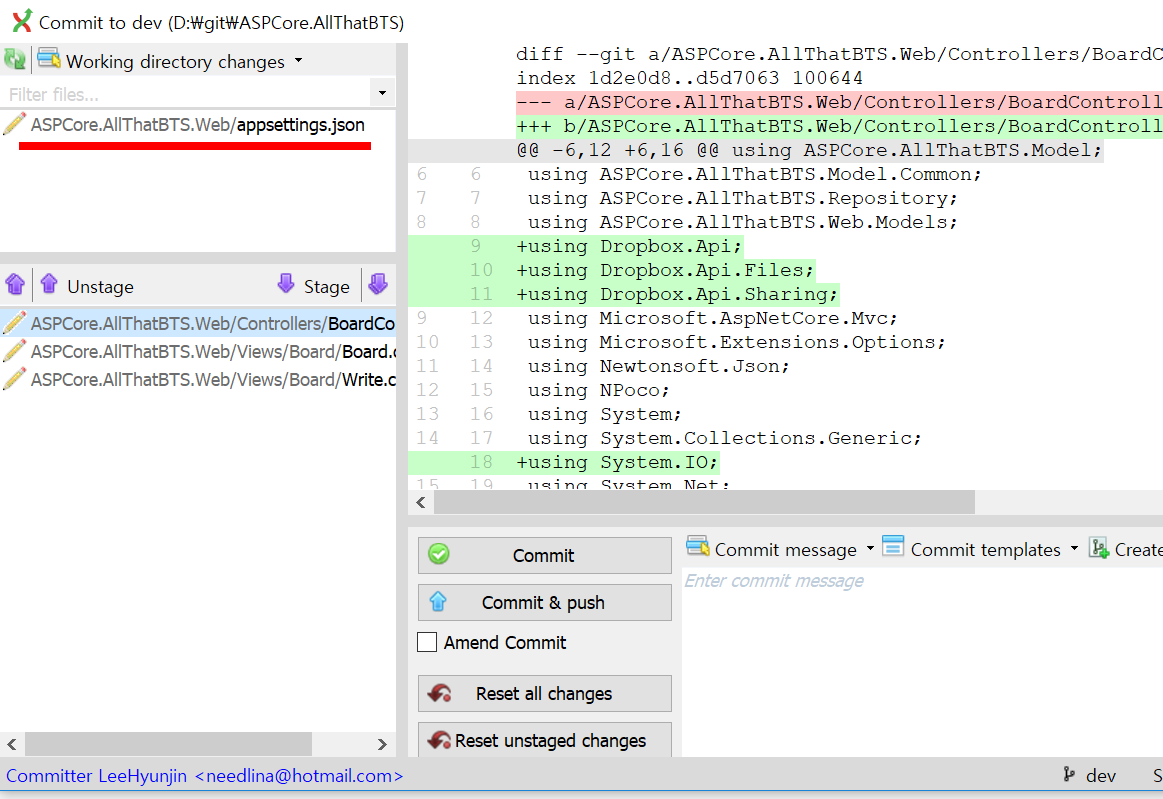 Commit to dev (D:₩git₩ASPCore.AllThatBTS)
Working directory changes
Filter files...
ASPCore.AllThatBTS.Web/appsettings.json
Unstage
Stage
ASPCore.AllThatBTS.Web/Controllers/BoardCo
ASPCore.AllThatBTS.Web/Views/Board/Board.c
ASPCore.AllThatBTS.Web/Views/Board/Write.c
diff --git a/ASPCore.AllThatBTS.Web/Controllers/BoardC
index 1d2e0d8..d5d7063 100644
--- a/ASPCore.AllThatBTS.Web/Controllers/BoardControll
+++ b/ASPCore.AllThatBTS.Web/Controllers/BoardControll
@@ -6,12 +6,16 @@ using ASPCore.AllThatBTS.Model;
6 6 using ASPCore.AllThatBTS.Model.Common;
7 7 using ASPCore.AllThatBTS.Repository;
8 8 using ASPCore.AllThatBTS.Web.Models;
9 +using Dropbox.Api;
10 +using Dropbox.Api.Files;
11 +using Dropbox.Api.Sharing;
9 12 using Microsoft.AspNetCore.Mvc;
10 13 using Microsoft.Extensions.Options;
11 14 using Newtonsoft.Json;
12 15 using NPoco;
13 16 using System;
14 17 using System.Collections.Generic;
18 +using System.IO;
15 19 using System.Net;
Commit
Commit & push
Amend Commit
Reset all changes
Reset unstaged changes
Commit message
Commit templates
Create
Enter commit message
Committer LeeHyunjin <needlina@hotmail.com>
dev
S